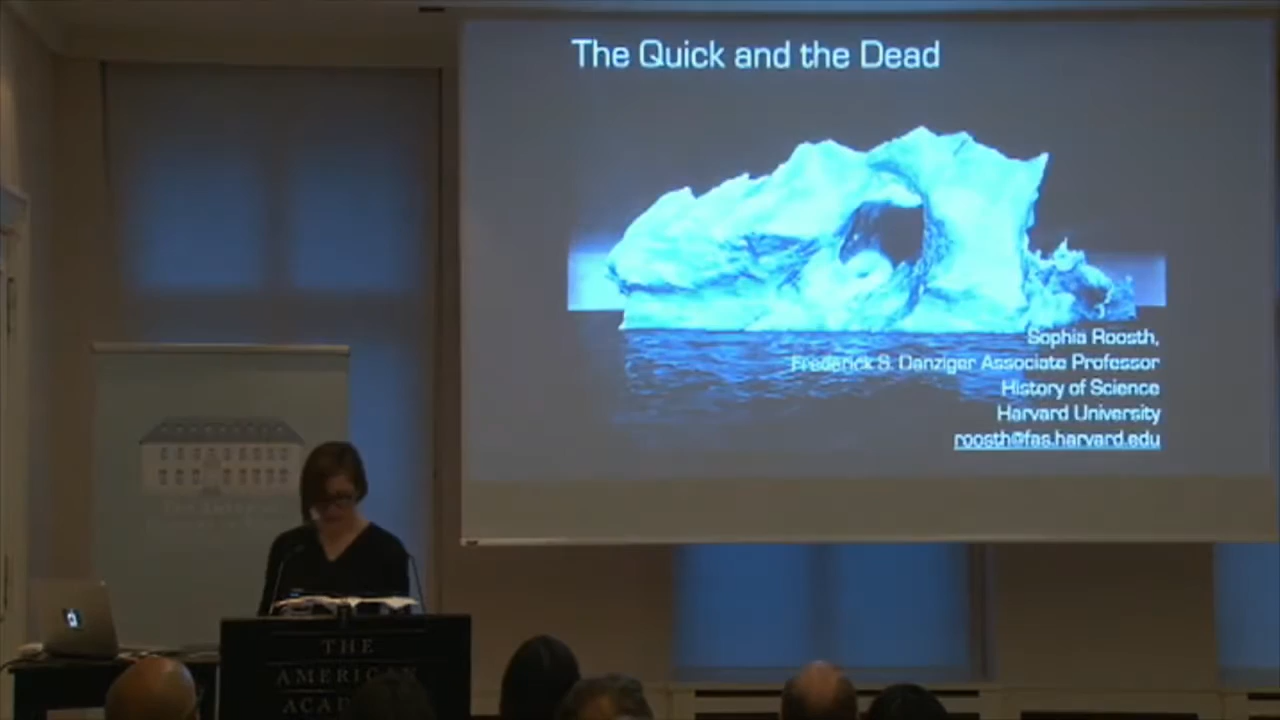 The Quick and the Dead
Sophia Roosth,
Frederick S. Danziger Associate Professor
History of Science
Harvard University
roosth@fas.harvard.edu
THE
AMERICAN
ACAD